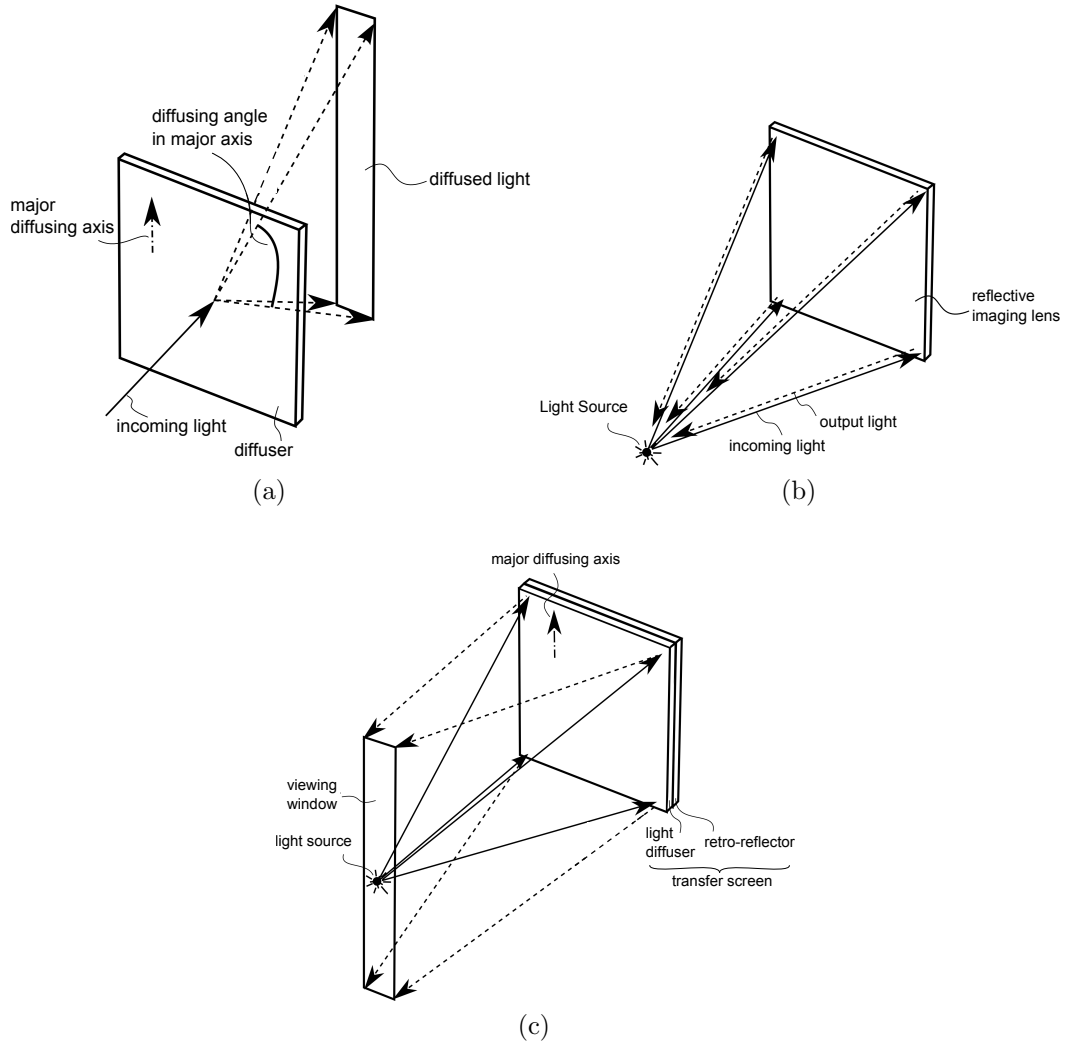 diffusing angle
in major axis
major
diffusing axis
diffused light
incoming light
diffuser
(a)
reflective
imaging lens
Light Source
output light
incoming light
(b)
major diffusing axis
viewing
window
light source
light
diffuser
retro-reflector
transfer screen
(c)